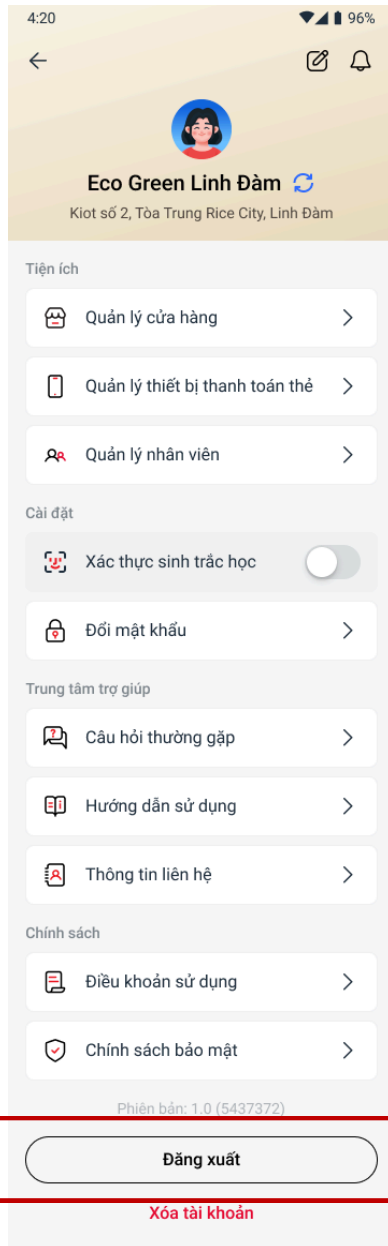 4:20
96%
Eco Green Linh Đàm
Kiot số 2, Tòa Trung Rice City, Linh Đàm
Tiện ích
Quản lý cửa hàng
Quản lý thiết bị thanh toán thẻ
Quản lý nhân viên
Cài đặt
Xác thực sinh trắc học
Đổi mật khẩu
Trung tâm trợ giúp
Câu hỏi thường gặp
Hướng dẫn sử dụng
Thông tin liên hệ
Chính sách
Điều khoản sử dụng
Chính sách bảo mật
Phiên bản: 1.0 (5437372)
Đăng xuất
Xóa tài khoản